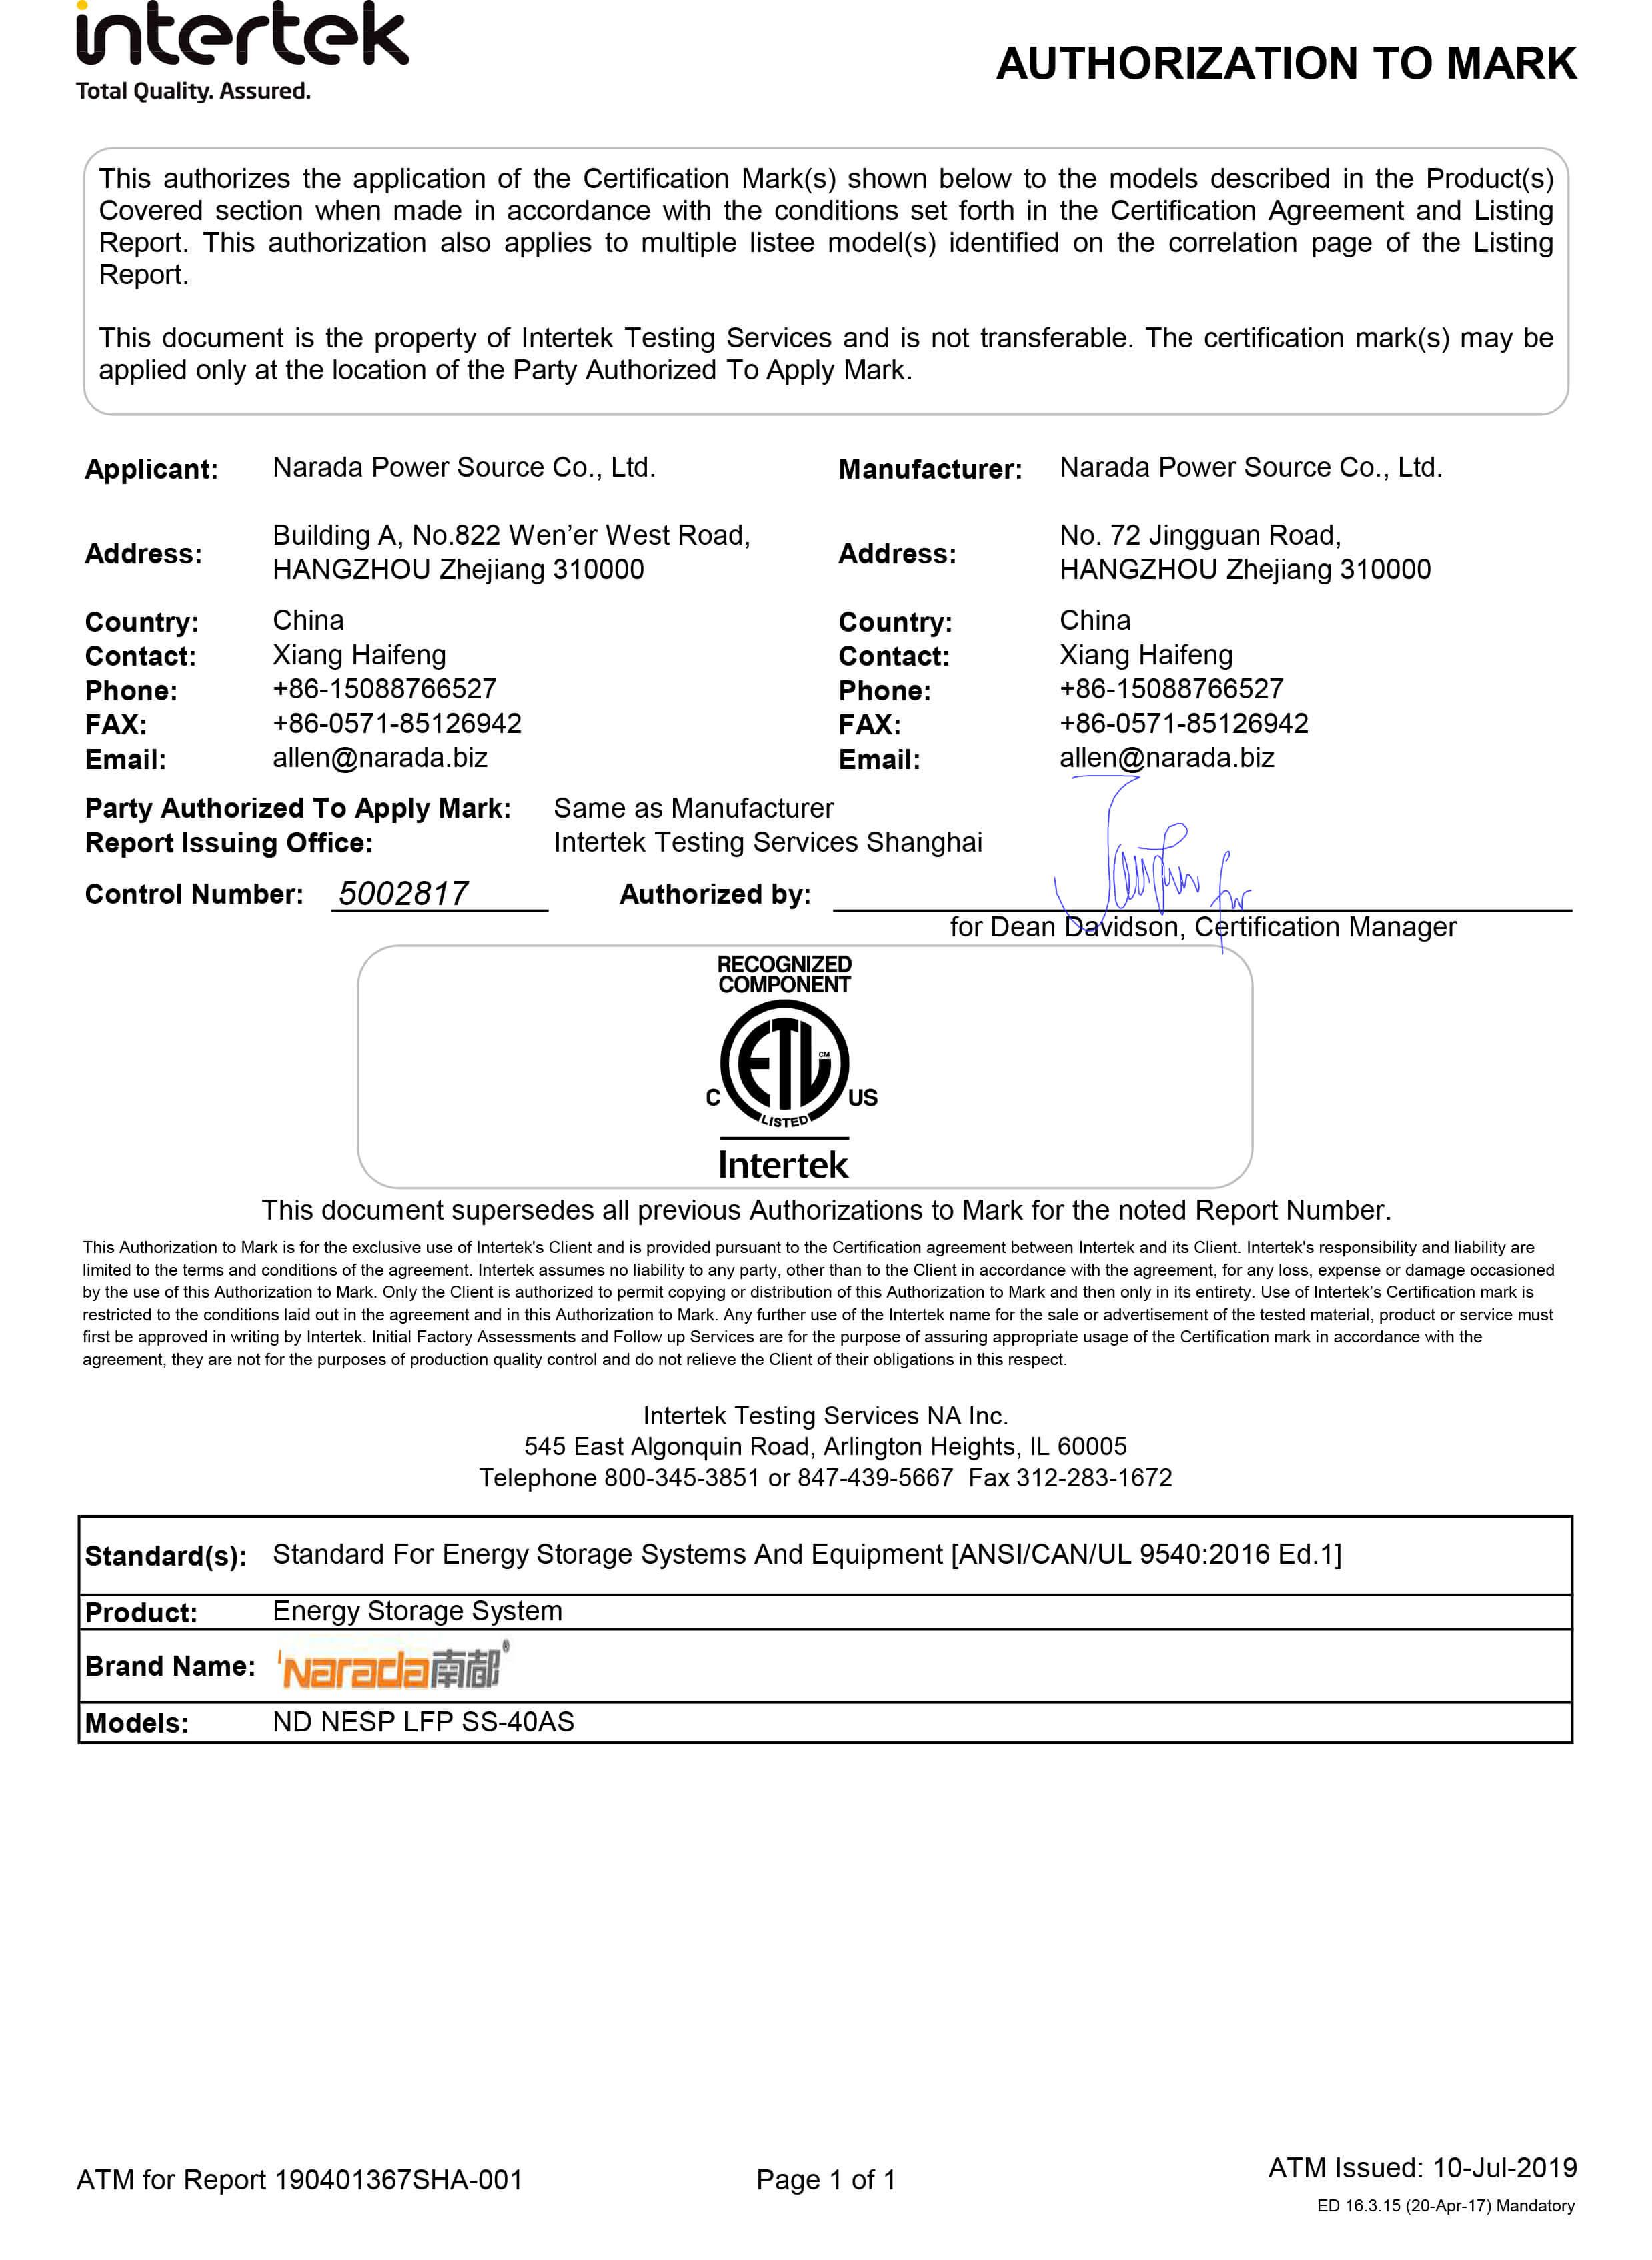 intertek
Total Quality. Assured.
AUTHORIZATION TO MARK
This authorizes the application of the Certification Mark(s) shown below to the models described in the Product(s)
Covered section when made in accordance with the conditions set forth in the Certification Agreement and Listing
Report. This authorization also applies to multiple listee model(s) identified on the correlation page of the Listing
Report.
This document is the property of Intertek Testing Services and is not transferable. The certification mark(s) may be
applied only at the location of the Party Authorized To Apply Mark.
Applicant: Narada Power Source Co., Ltd. Manufacturer: Narada Power Source Co., Ltd.
Address: Building A, No.822 Wen’er West Road, Address: No. 72 Jingguan Road,
HANGZHOU Zhejiang 310000 HANGZHOU Zhejiang 310000
Country: China Country: China
Contact: Xiang Haifeng Contact: Xiang Haifeng
Phone: +86-15088766527 Phone: +86-15088766527
FAX: +86-0571-85126942 FAX: +86-0571-85126942
Email: allen@narada.biz Email: allen@narada.biz
Party Authorized To Apply Mark: Same as Manufacturer
Report Issuing Office: Intertek Testing Services Shanghai
Control Number: 5002817 Authorized by:
for Dean Davidson, Certification Manager
RECOGNIZED
COMPONENT
ETL CM
C US
LISTED
Intertek
This document supersedes all previous Authorizations to Mark for the noted Report Number.
This Authorization to Mark is for the exclusive use of Intertek's Client and is provided pursuant to the Certification agreement between Intertek and its Client. Intertek's responsibility and liability are
limited to the terms and conditions of the agreement. Intertek assumes no liability to any party, other than to the Client in accordance with the agreement, for any loss, expense or damage occasioned
by the use of this Authorization to Mark. Only the Client is authorized to permit copying or distribution of this Authorization to Mark and then only in its entirety. Use of Intertek’s Certification mark is
restricted to the conditions laid out in the agreement and in this Authorization to Mark. Any further use of the Intertek name for the sale or advertisement of the tested material, product or service must
first be approved in writing by Intertek. Initial Factory Assessments and Follow up Services are for the purpose of assuring appropriate usage of the Certification mark in accordance with the
agreement, they are not for the purposes of production quality control and do not relieve the Client of their obligations in this respect.
Intertek Testing Services NA Inc.
545 East Algonquin Road, Arlington Heights, IL 60005
Telephone 800-345-3851 or 847-439-5667 Fax 312-283-1672
Standard(s): Standard For Energy Storage Systems And Equipment [ANSI/CAN/UL 9540:2016 Ed.1]
Product: Energy Storage System
Brand Name: Narada南都®
Models: ND NESP LFP SS-40AS
ATM for Report 190401367SHA-001 Page 1 of 1 ATM Issued: 10-Jul-2019
ED 16.3.15 (20-Apr-17) Mandatory